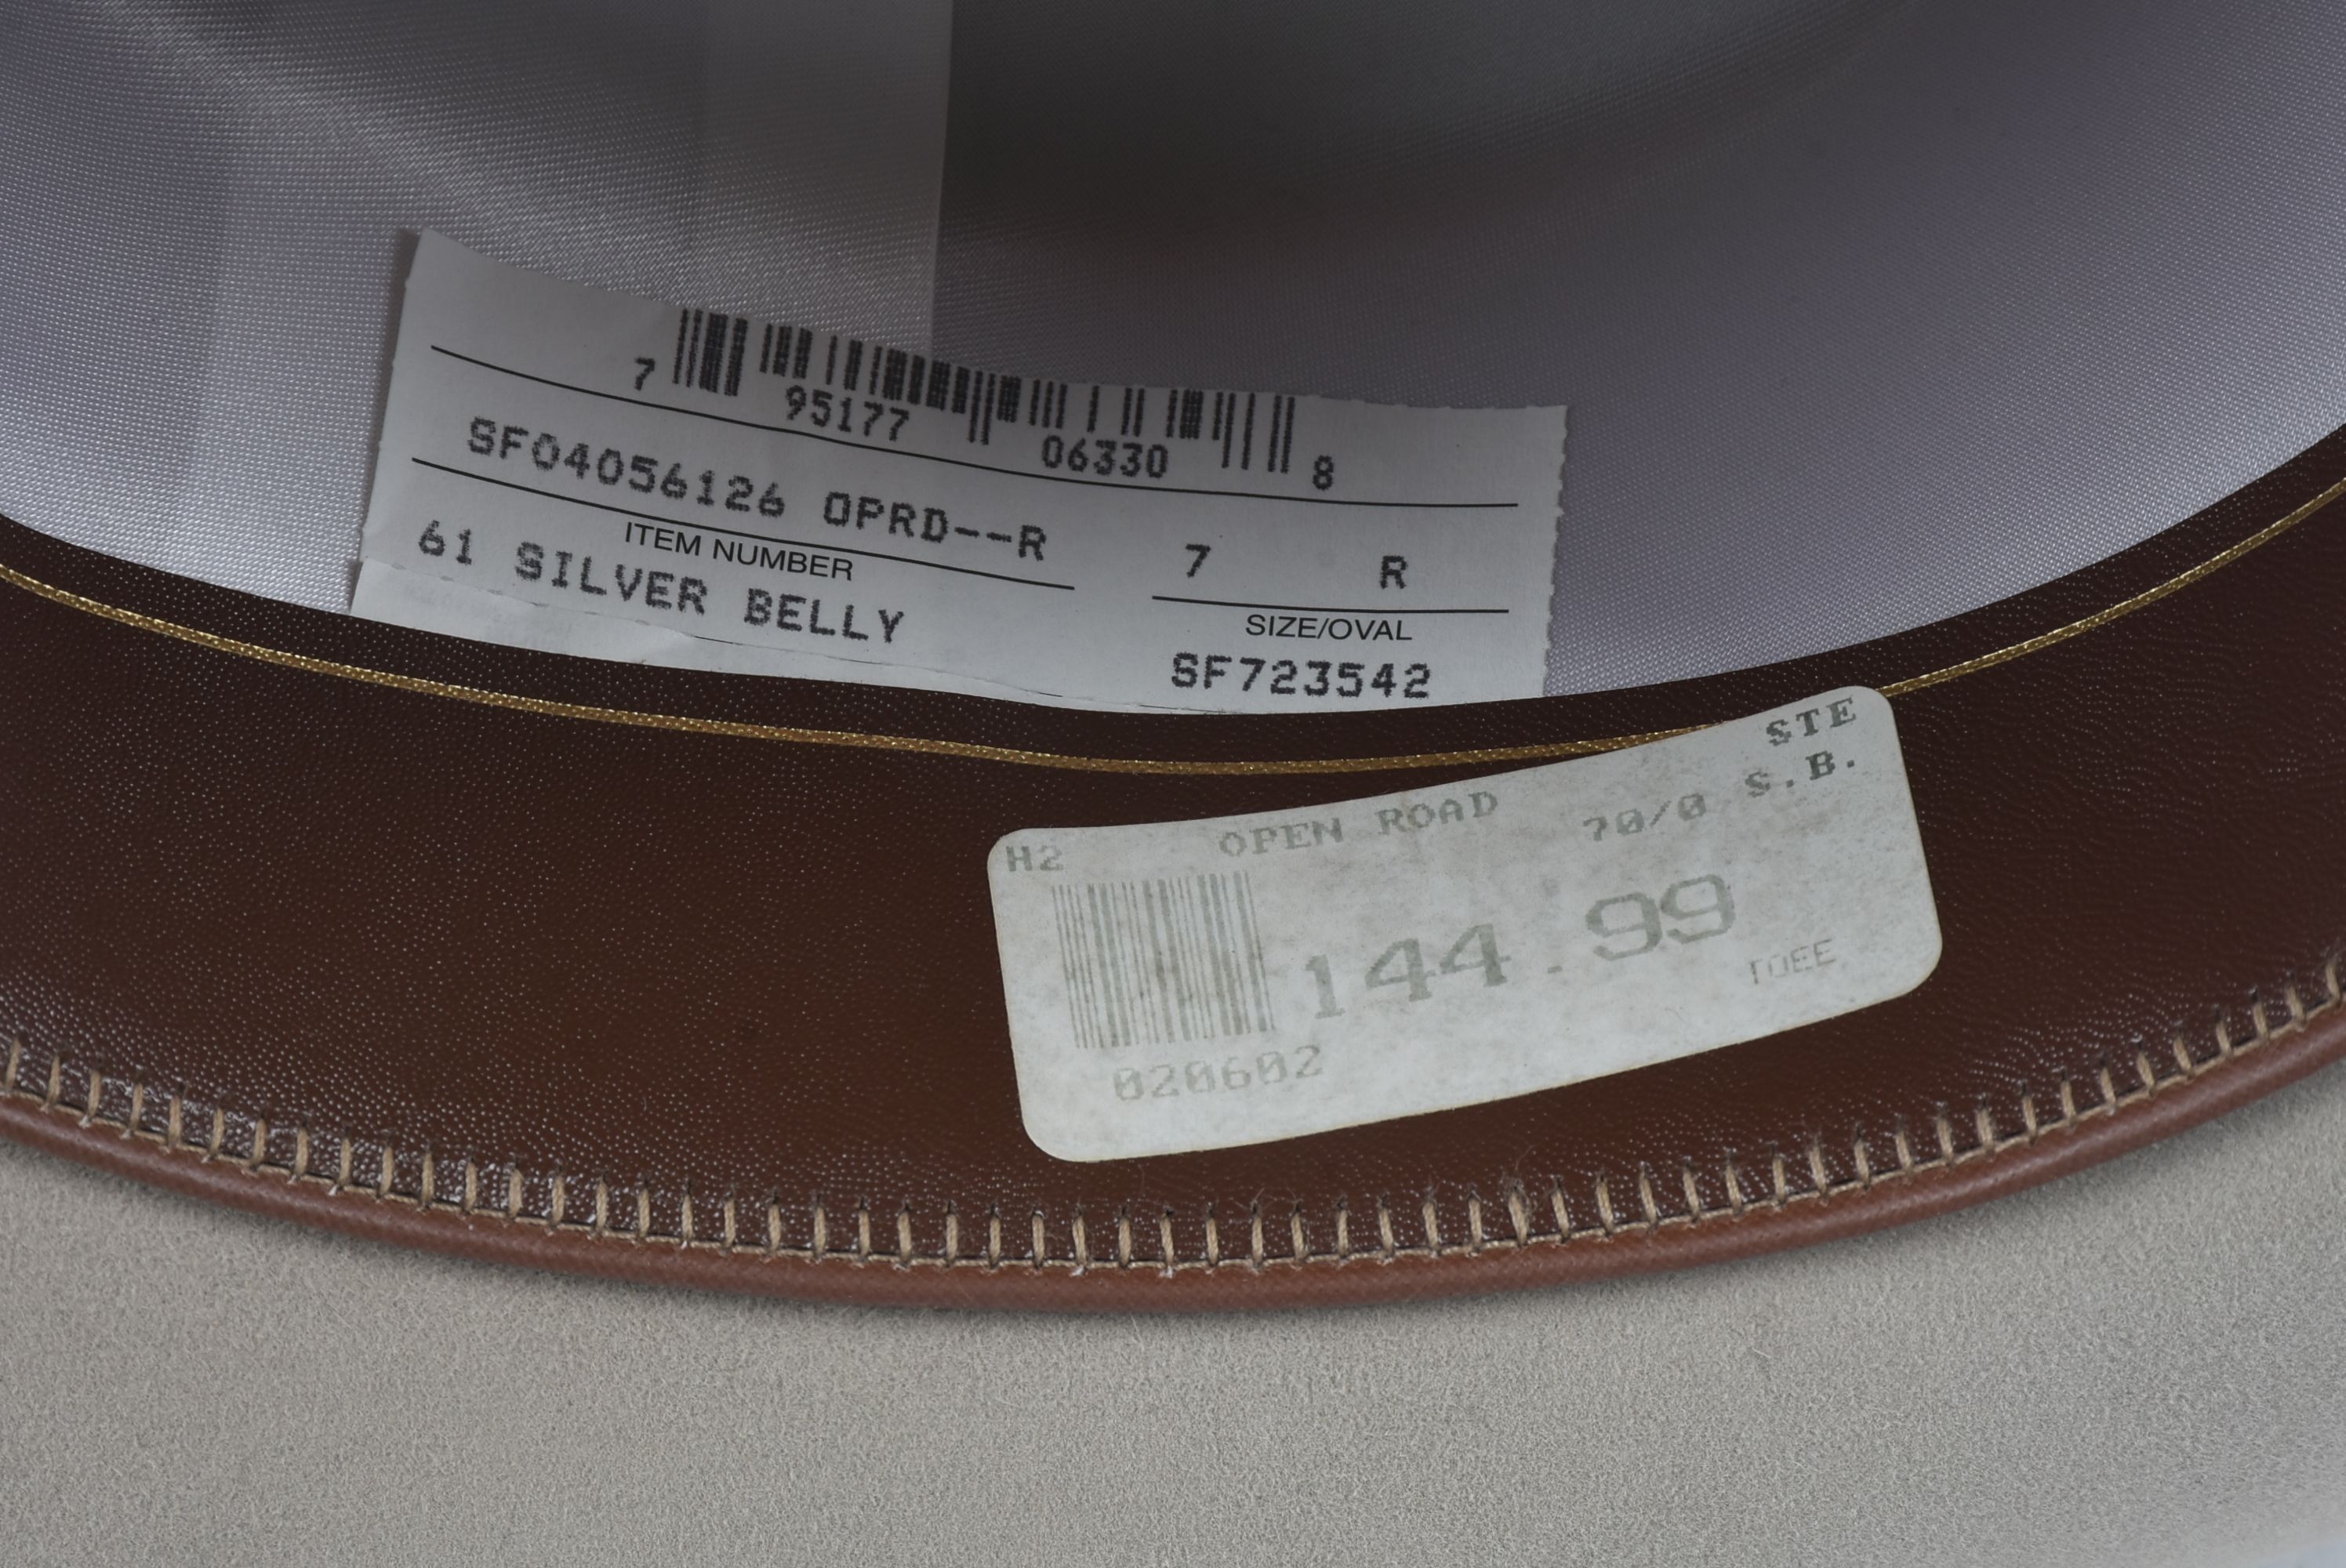 7 95177 06330 8
SF04056126 OPRD--R 7 R
ITEM NUMBER SIZE/OVAL
61 SILVER BELLY SF723542
STE
H2 OPEN ROAD 70/0 S.B.
144.99
020602